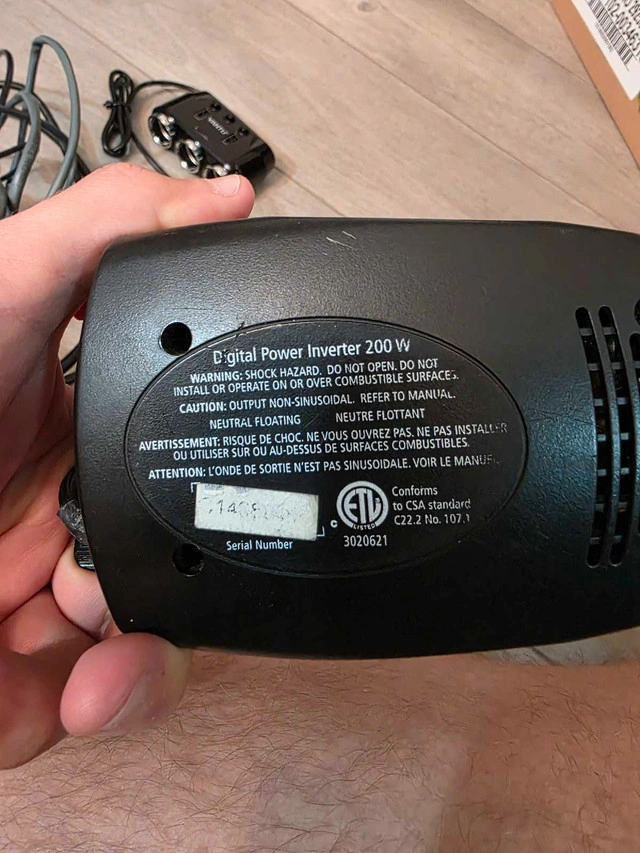 Digital Power Inverter 200 W
WARNING: SHOCK HAZARD. DO NOT OPEN. DO NOT
INSTALL OR OPERATE ON OR OVER COMBUSTIBLE SURFACES.
CAUTION: OUTPUT NON-SINUSOIDAL. REFER TO MANUAL.
NEUTRAL FLOATING NEUTRE FLOTTANT
AVERTISSEMENT: RISQUE DE CHOC. NE VOUS OUVREZ PAS. NE PAS INSTALLER
OU UTILISER SUR OU AU-DESSUS DE SURFACES COMBUSTIBLES.
ATTENTION: L'ONDE DE SORTIE N'EST PAS SINUSOIDALE. VOIR LE MANUEL
Serial Number
C ETL LISTED
3020621
Conforms
to CSA standard
C22.2 No. 107.1